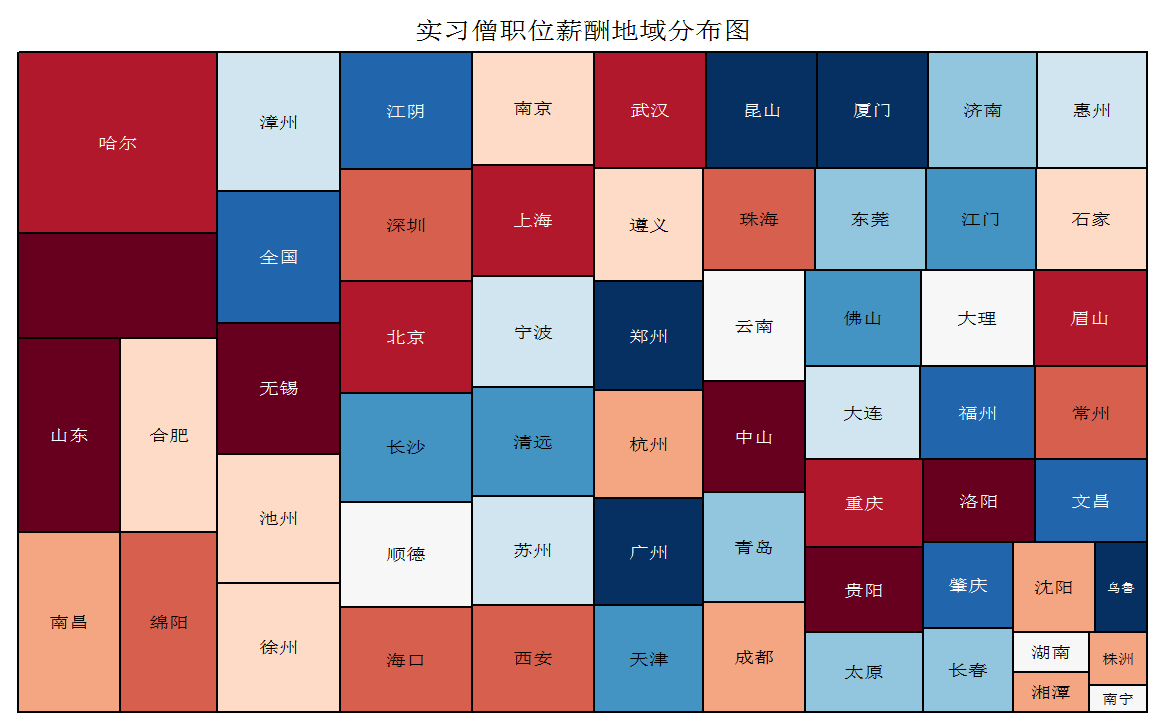 实习僧职位薪酬地域分布图
哈尔
山东
合肥
南昌
绵阳
漳州
全国
无锡
池州
徐州
江阴
深圳
北京
长沙
顺德
海口
南京
上海
宁波
清远
苏州
西安
武汉
遵义
郑州
杭州
广州
天津
昆山
厦门
济南
惠州
珠海
东莞
江门
石家
云南
中山
青岛
成都
佛山
大理
眉山
大连
福州
常州
重庆
贵阳
太原
洛阳
文昌
肇庆
长春
沈阳
乌鲁
湖南
湘潭
株洲
南宁